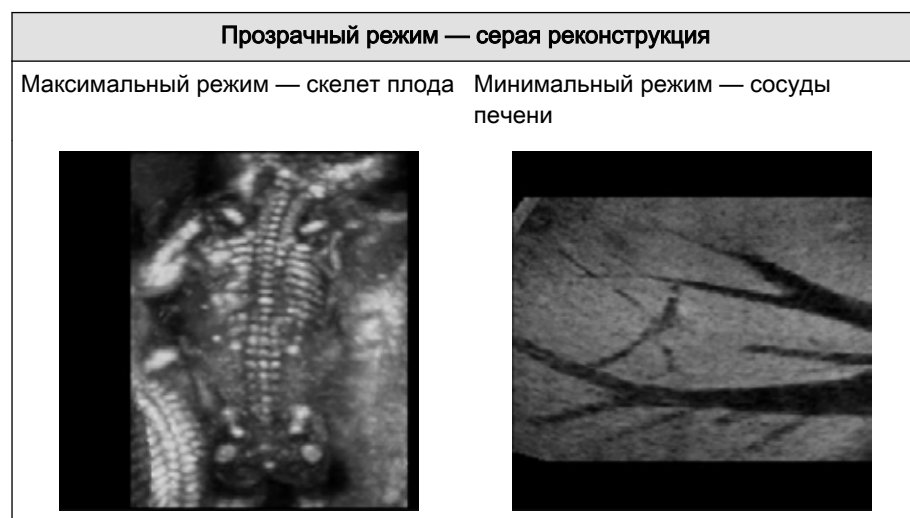 Прозрачный режим — серая реконструкция
Максимальный режим — скелет плода
Минимальный режим — сосуды
печени